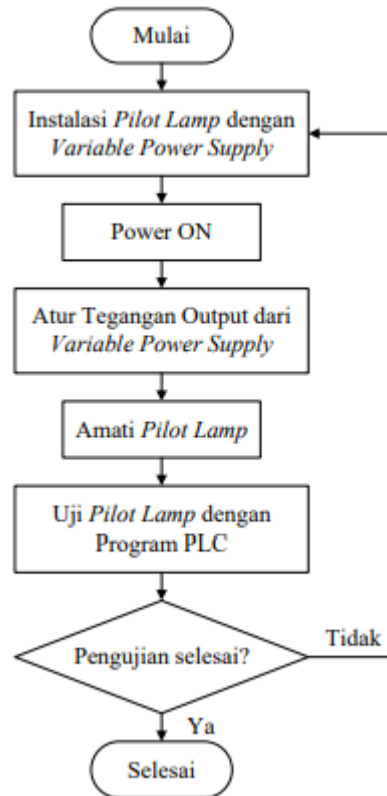 Mulai
Instalasi Pilot Lamp dengan
Variable Power Supply
Power ON
Atur Tegangan Output dari
Variable Power Supply
Amati Pilot Lamp
Uji Pilot Lamp dengan
Program PLC
Pengujian selesai?
Tidak
Ya
Selesai